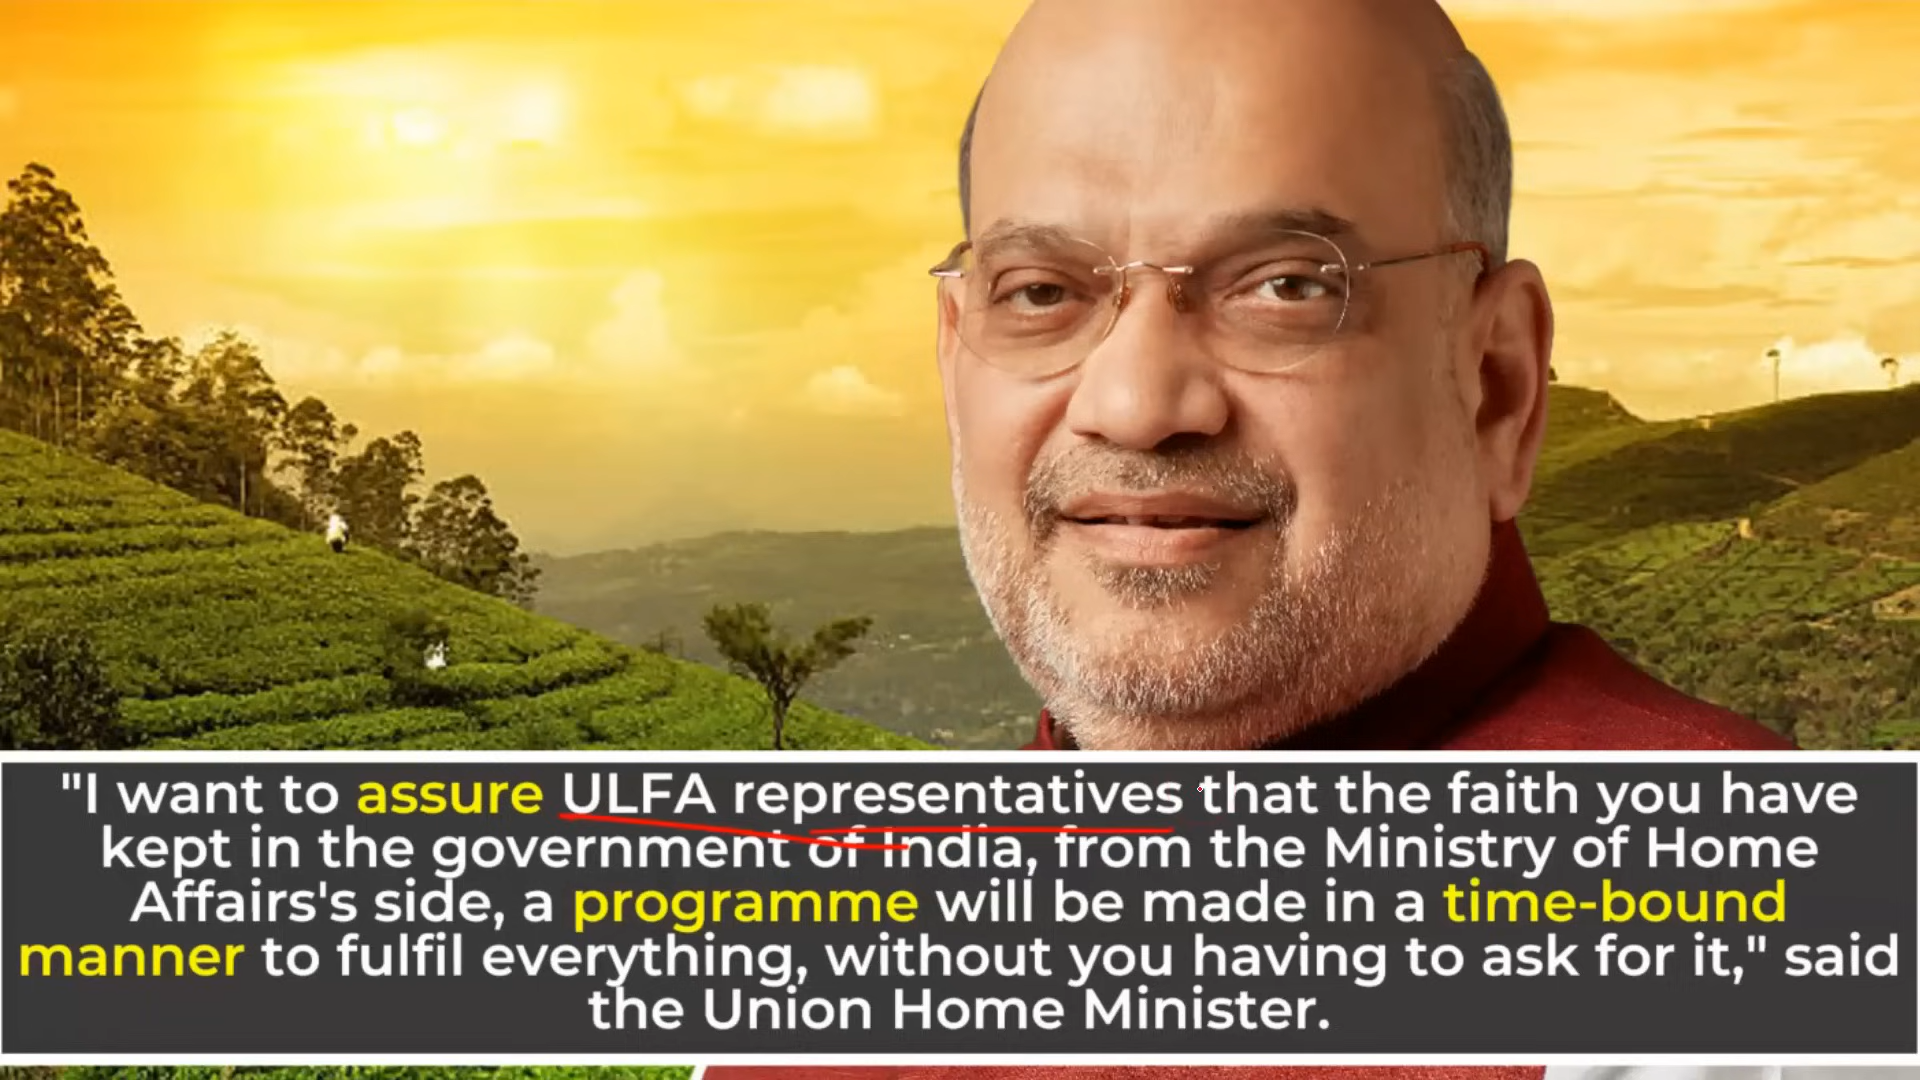 "I want to assure ULFA representatives that the faith you have
kept in the government of India, from the Ministry of Home
Affairs's side, a programme will be made in a time-bound
manner to fulfil everything, without you having to ask for it," said
the Union Home Minister.